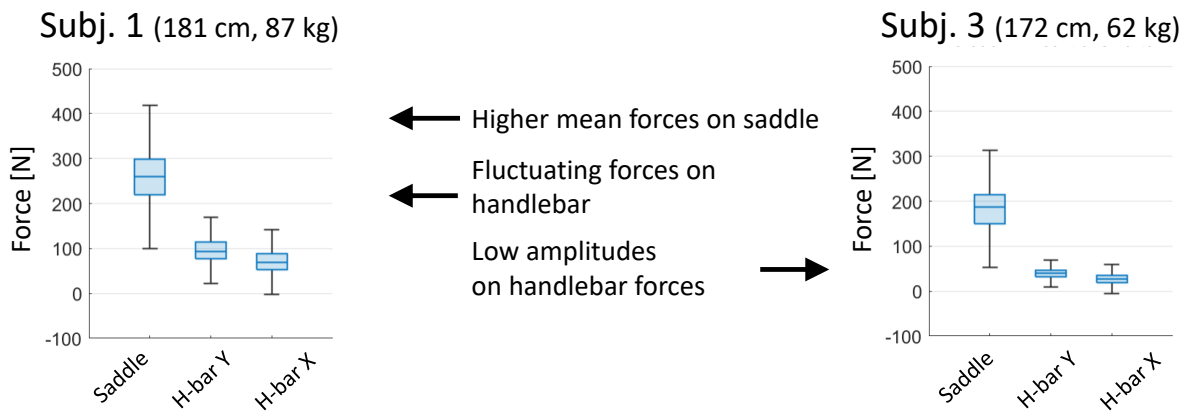 Subj. 1 (181 cm, 87 kg)
Force [N]
500
400
300
200
100
0
-100
Saddle
H-bar Y
H-bar X
Higher mean forces on saddle
Fluctuating forces on
handlebar
Low amplitudes
on handlebar forces
Subj. 3 (172 cm, 62 kg)
Force [N]
500
400
300
200
100
0
-100
Saddle
H-bar Y
H-bar X